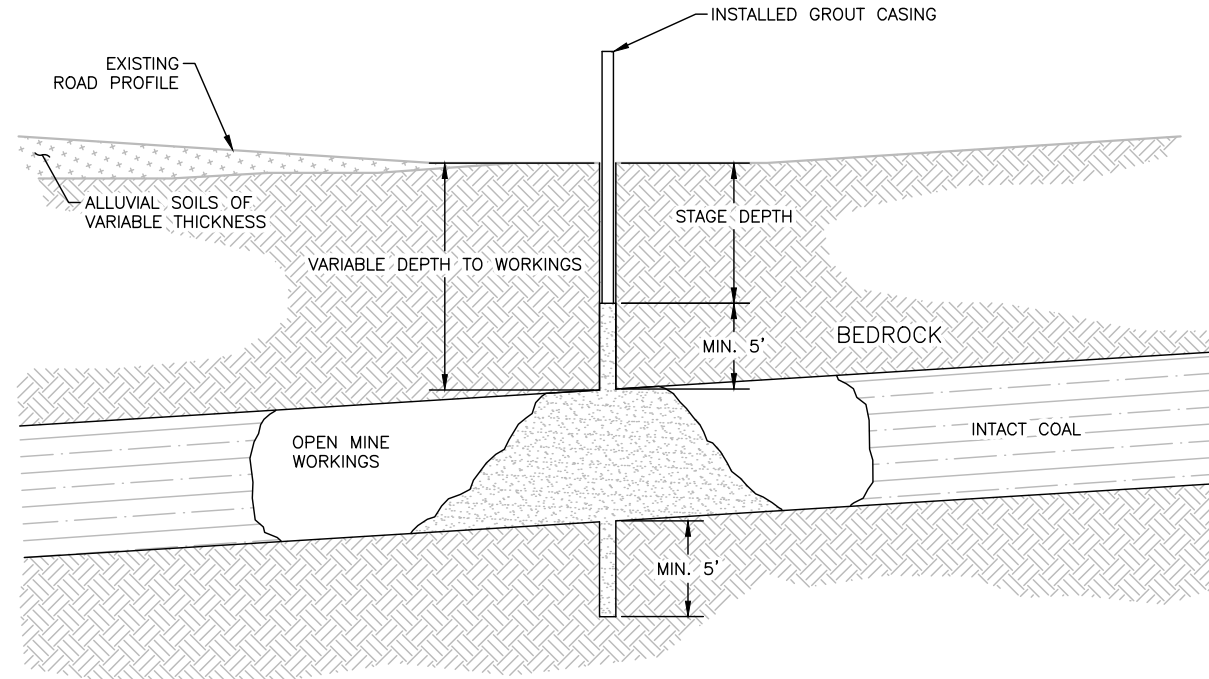 INSTALLED GROUT CASING
EXISTING
ROAD PROFILE
ALLUVIAL SOILS OF
VARIABLE THICKNESS
STAGE DEPTH
VARIABLE DEPTH TO WORKINGS
MIN. 5'
BEDROCK
OPEN MINE
WORKINGS
INTACT COAL
MIN. 5'